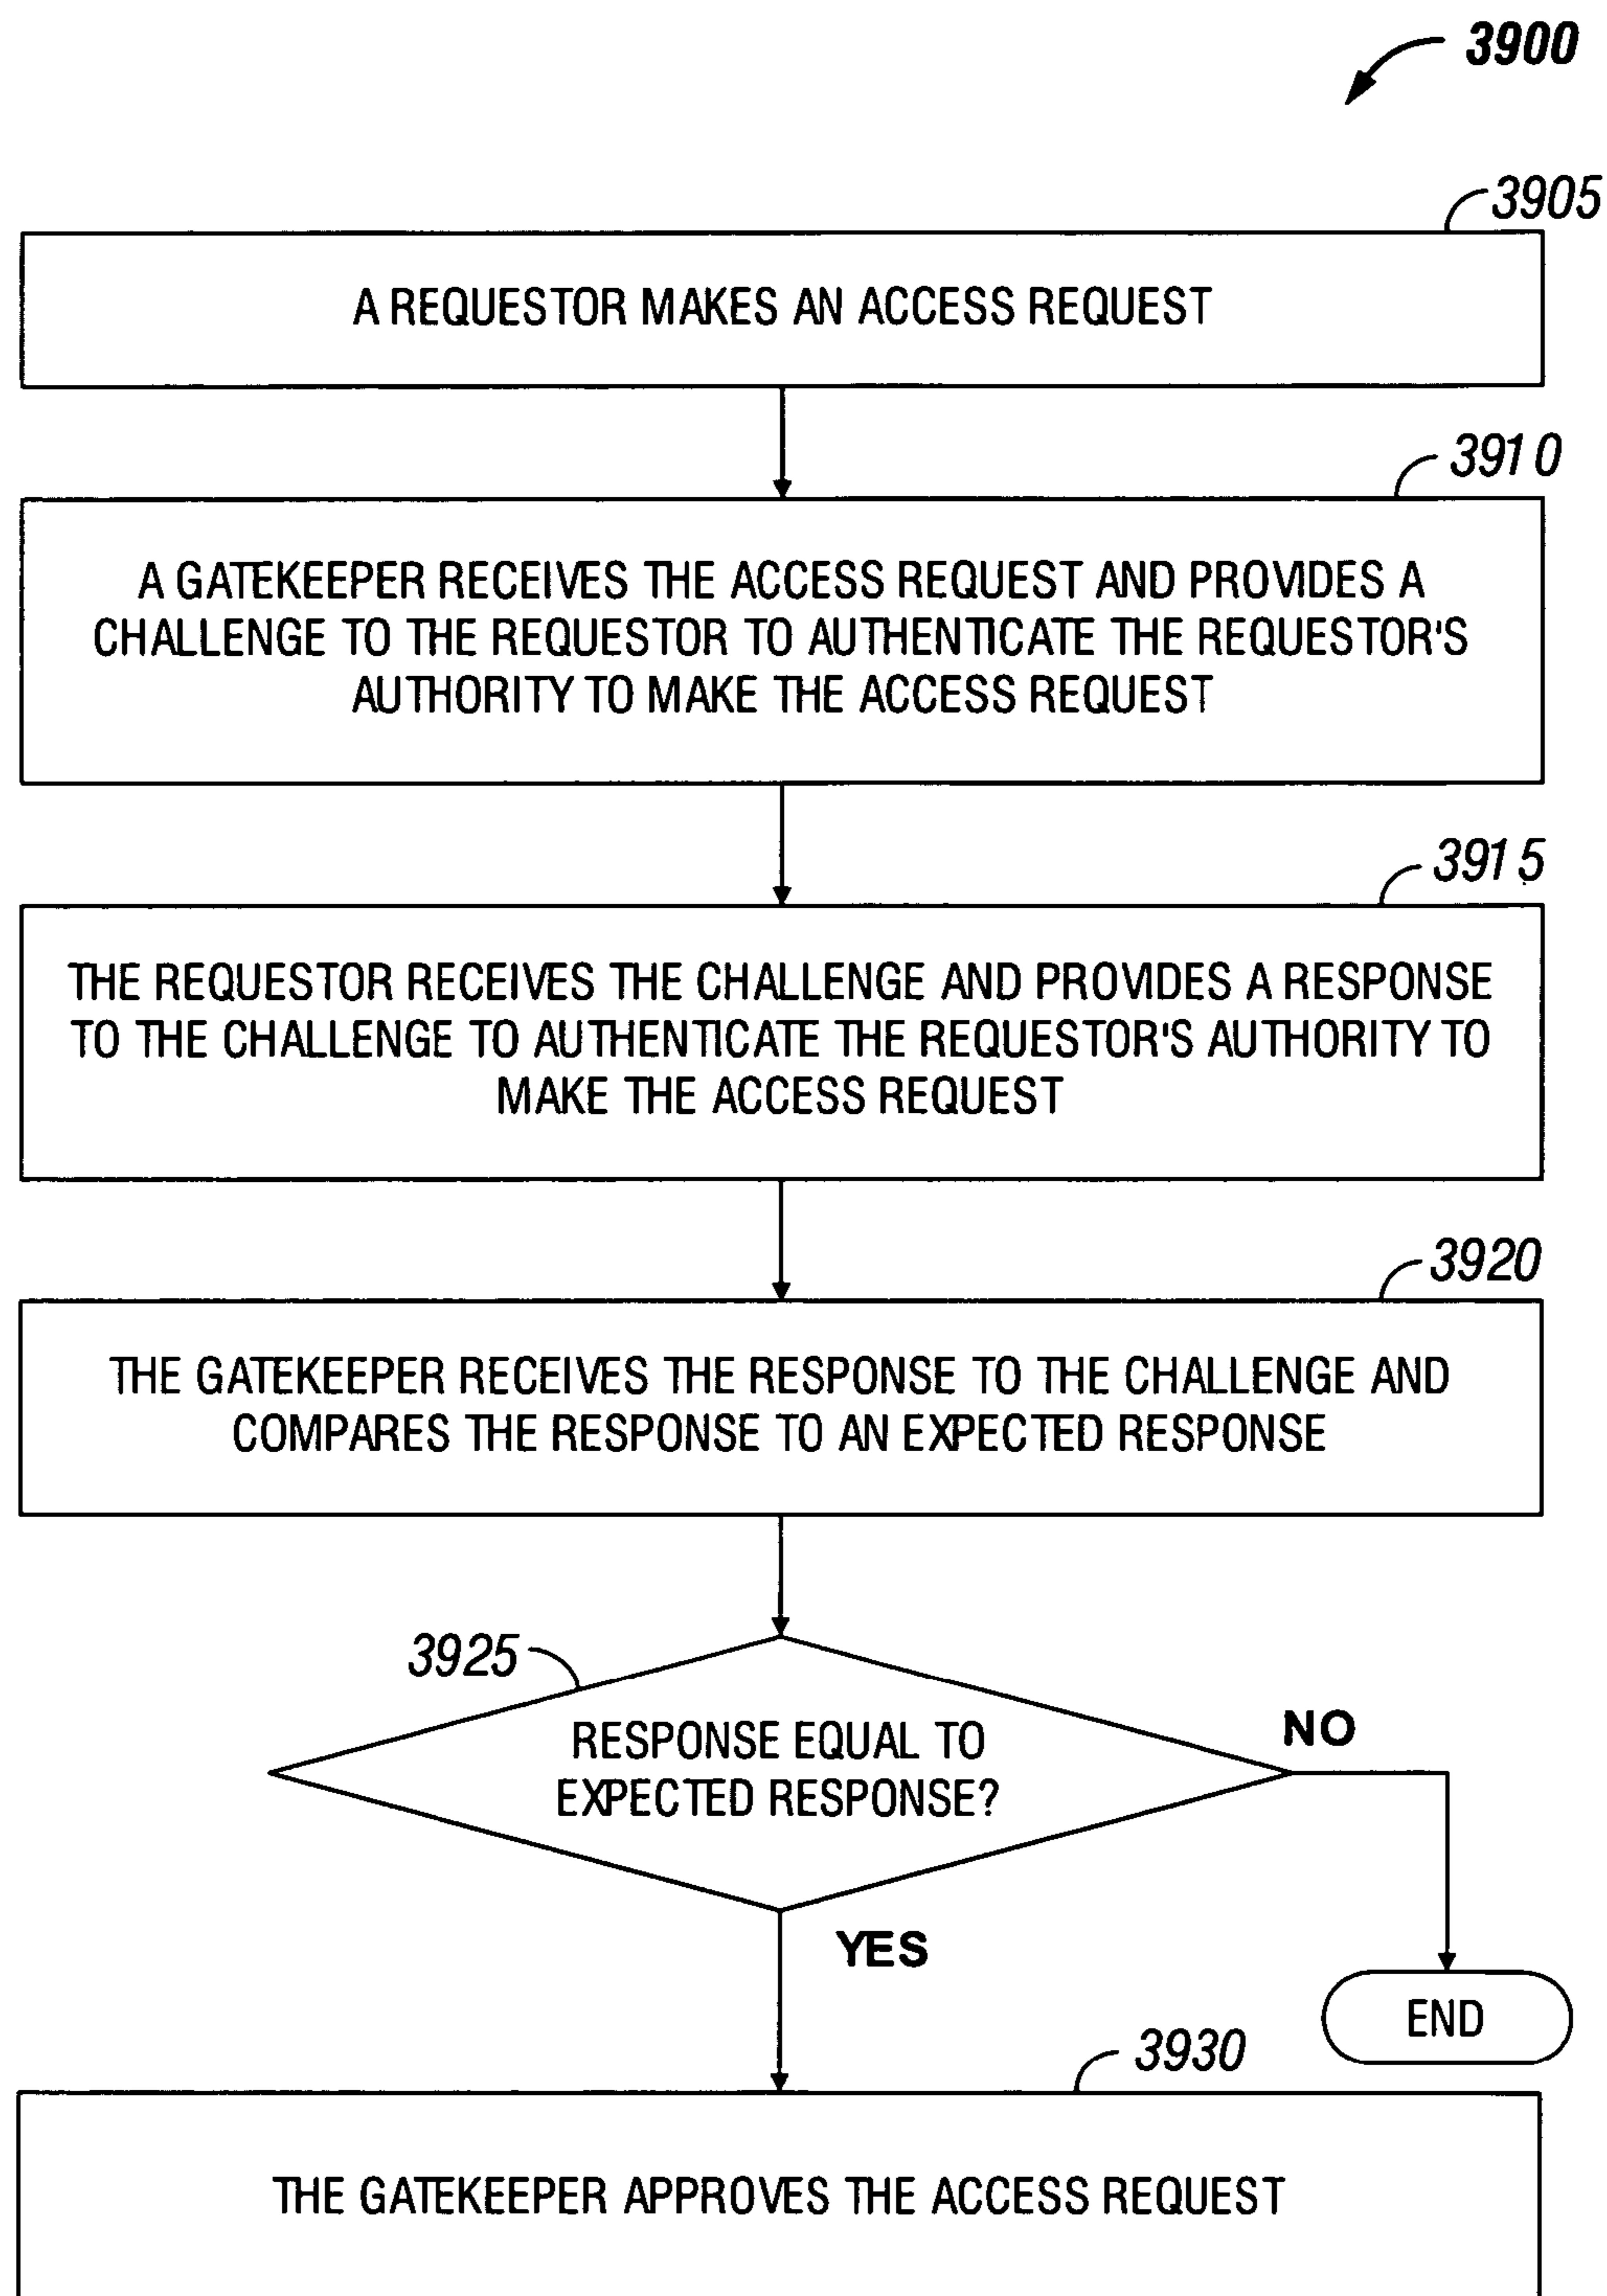 3900
3905
A REQUESTOR MAKES AN ACCESS REQUEST
3910
A GATEKEEPER RECEIVES THE ACCESS REQUEST AND PROVIDES A
CHALLENGE TO THE REQUESTOR TO AUTHENTICATE THE REQUESTOR'S
AUTHORITY TO MAKE THE ACCESS REQUEST
3915
THE REQUESTOR RECEIVES THE CHALLENGE AND PROVIDES A RESPONSE
TO THE CHALLENGE TO AUTHENTICATE THE REQUESTOR'S AUTHORITY TO
MAKE THE ACCESS REQUEST
3920
THE GATEKEEPER RECEIVES THE RESPONSE TO THE CHALLENGE AND
COMPARES THE RESPONSE TO AN EXPECTED RESPONSE
3925
RESPONSE EQUAL TO
EXPECTED RESPONSE?
NO
YES
END
3930
THE GATEKEEPER APPROVES THE ACCESS REQUEST